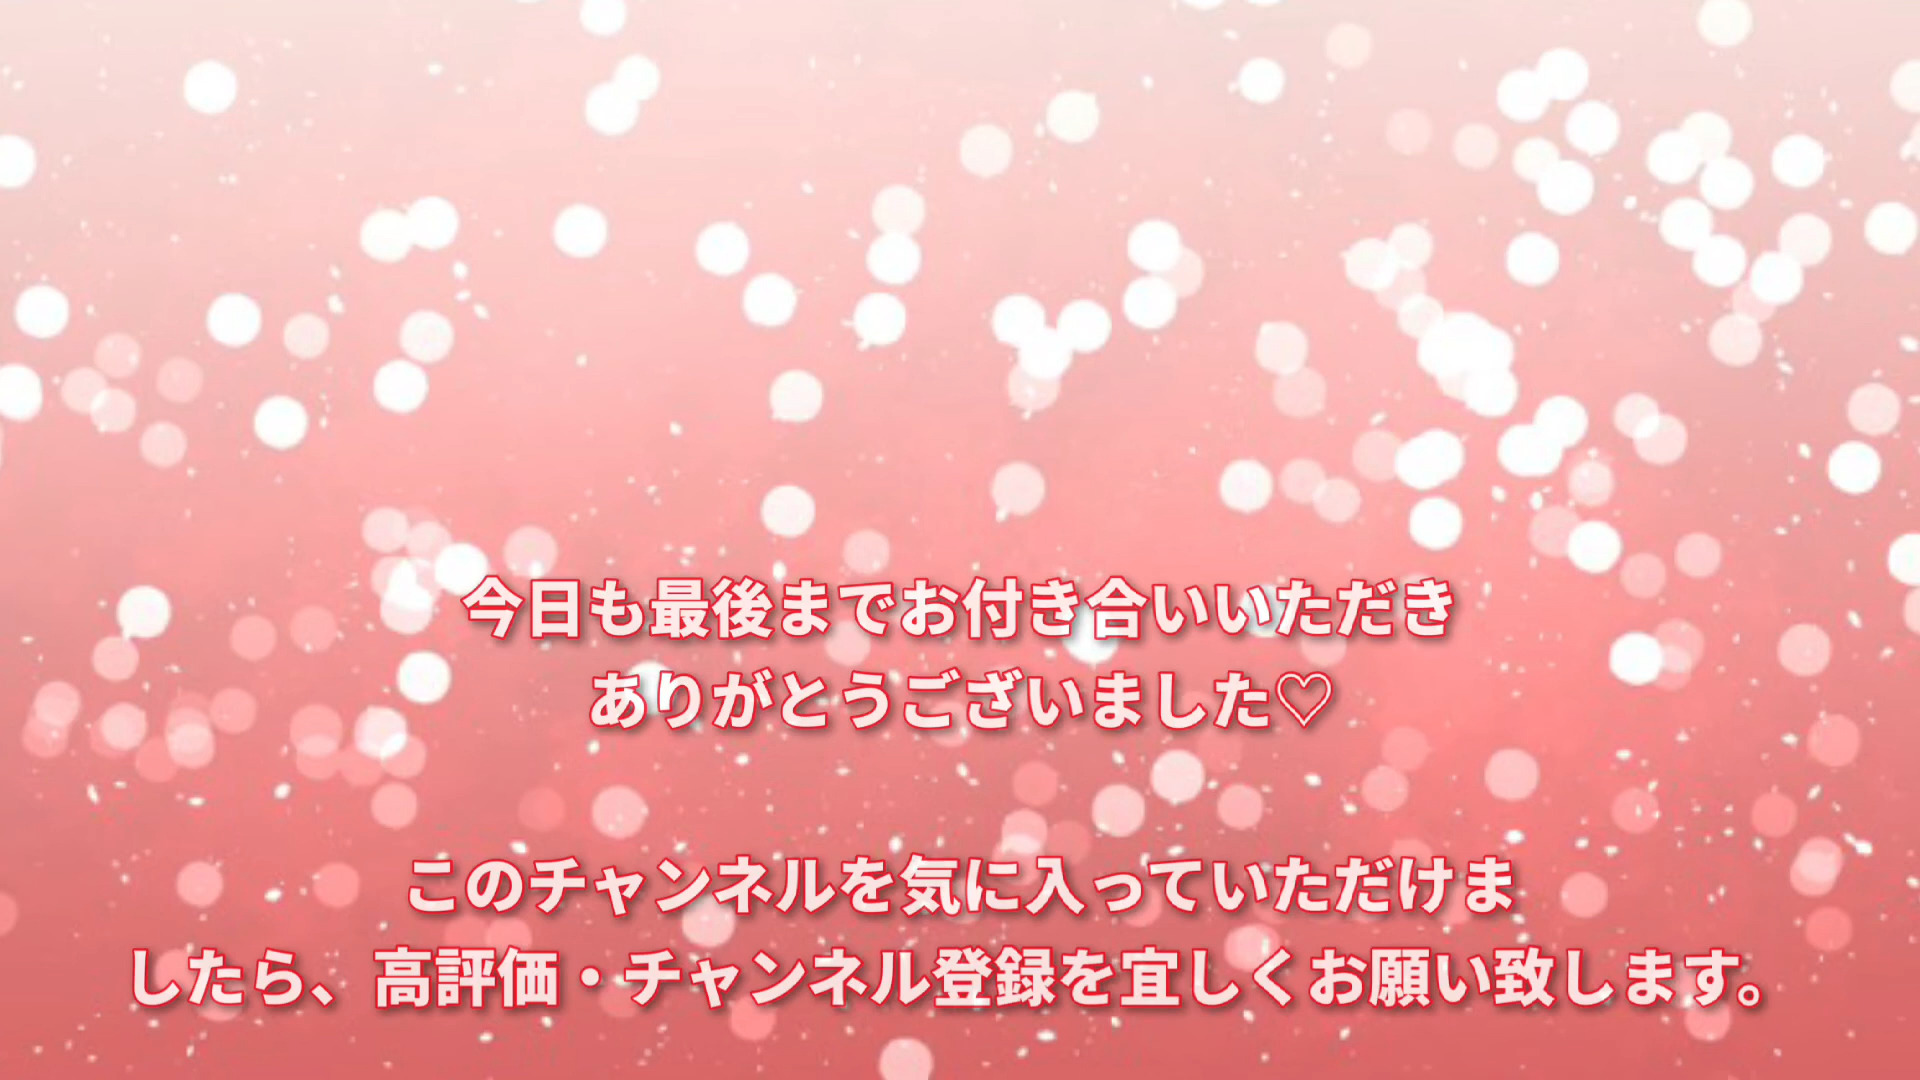 今日も最後までお付き合いいただき
ありがとうございました♡
このチャンネルを気に入っていただけま
したら、高評価・チャンネル登録を宜しくお願い致します。